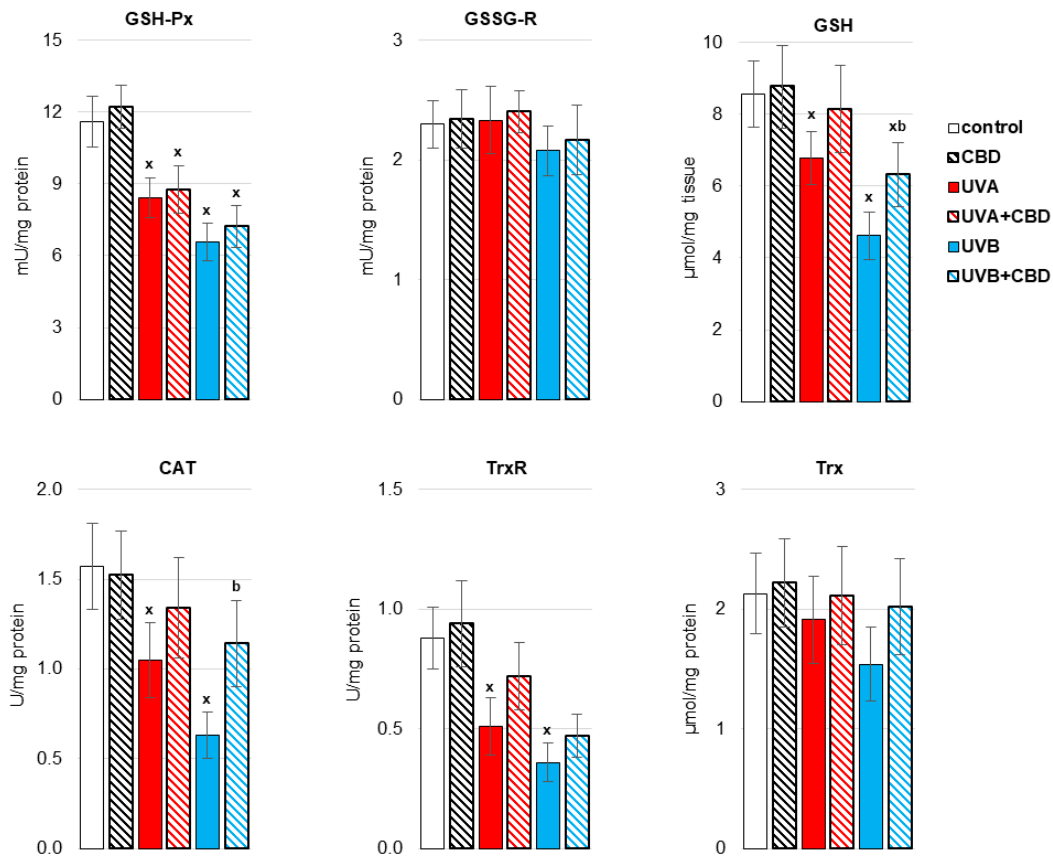 GSH-Px
15
12
9
6
3
0
mU/mg protein
x
x
x
x
GSSG-R
3
2
1
0
mU/mg protein
GSH
10
8
6
4
2
0
µmol/mg tissue
x
x
xb
control
CBD
UVA
UVA+CBD
UVB
UVB+CBD
CAT
2.0
1.5
1.0
0.5
0.0
U/mg protein
x
x
b
TrxR
1.5
1.0
0.5
0.0
U/mg protein
x
x
Trx
3
2
1
0
µmol/mg protein